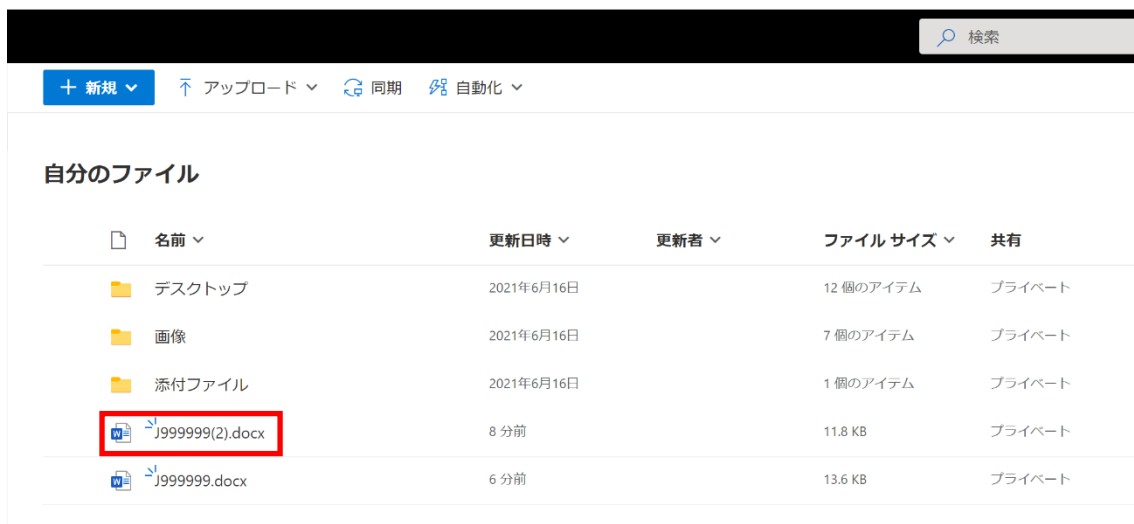 検索
新規 アップロード 同期 自動化
自分のファイル
名前 更新日時 更新者 ファイル サイズ 共有
デスクトップ 2021年6月16日 12 個のアイテム プライベート
画像 2021年6月16日 7 個のアイテム プライベート
添付ファイル 2021年6月16日 1 個のアイテム プライベート
J999999(2).docx 8 分前 11.8 KB プライベート
J999999.docx 6 分前 13.6 KB プライベート